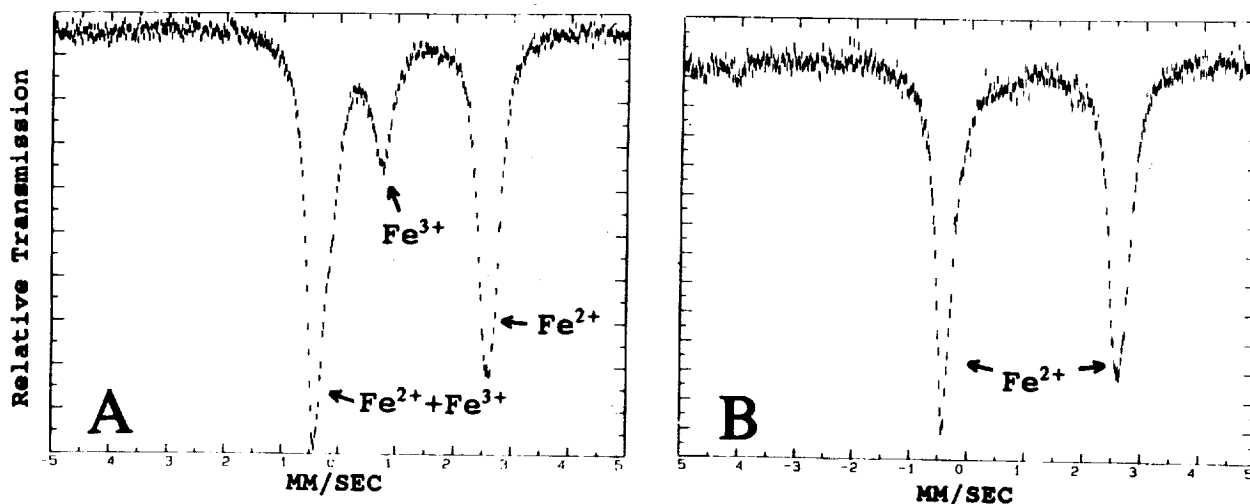 Relative Transmission
Fe³⁺
Fe²⁺
Fe²⁺+Fe³⁺
A
-5 4 3 2 1 0 1 2 3 4 5
MM/SEC
Fe²⁺
B
5 4 -3 -2 -1 0 1 2 3 4 5
MM/SEC